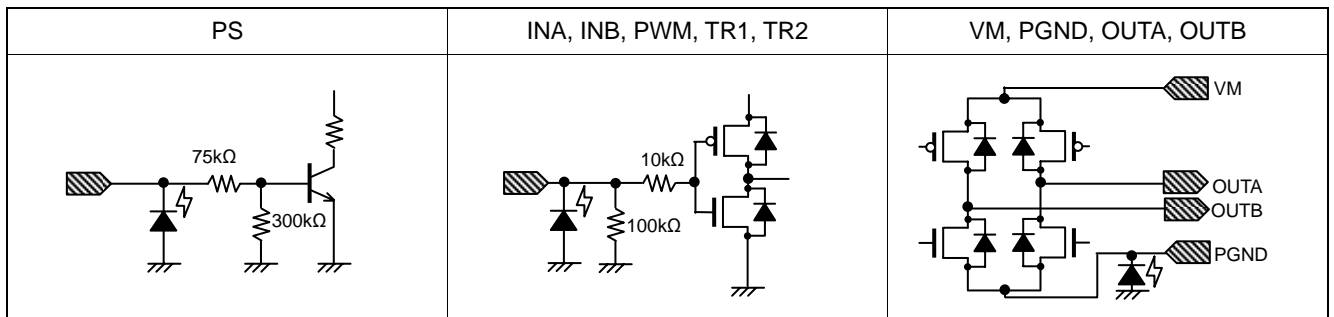 PS
INA, INB, PWM, TR1, TR2
VM, PGND, OUTA, OUTB
75kΩ
300kΩ
10kΩ
100kΩ
VM
OUTA
OUTB
PGND